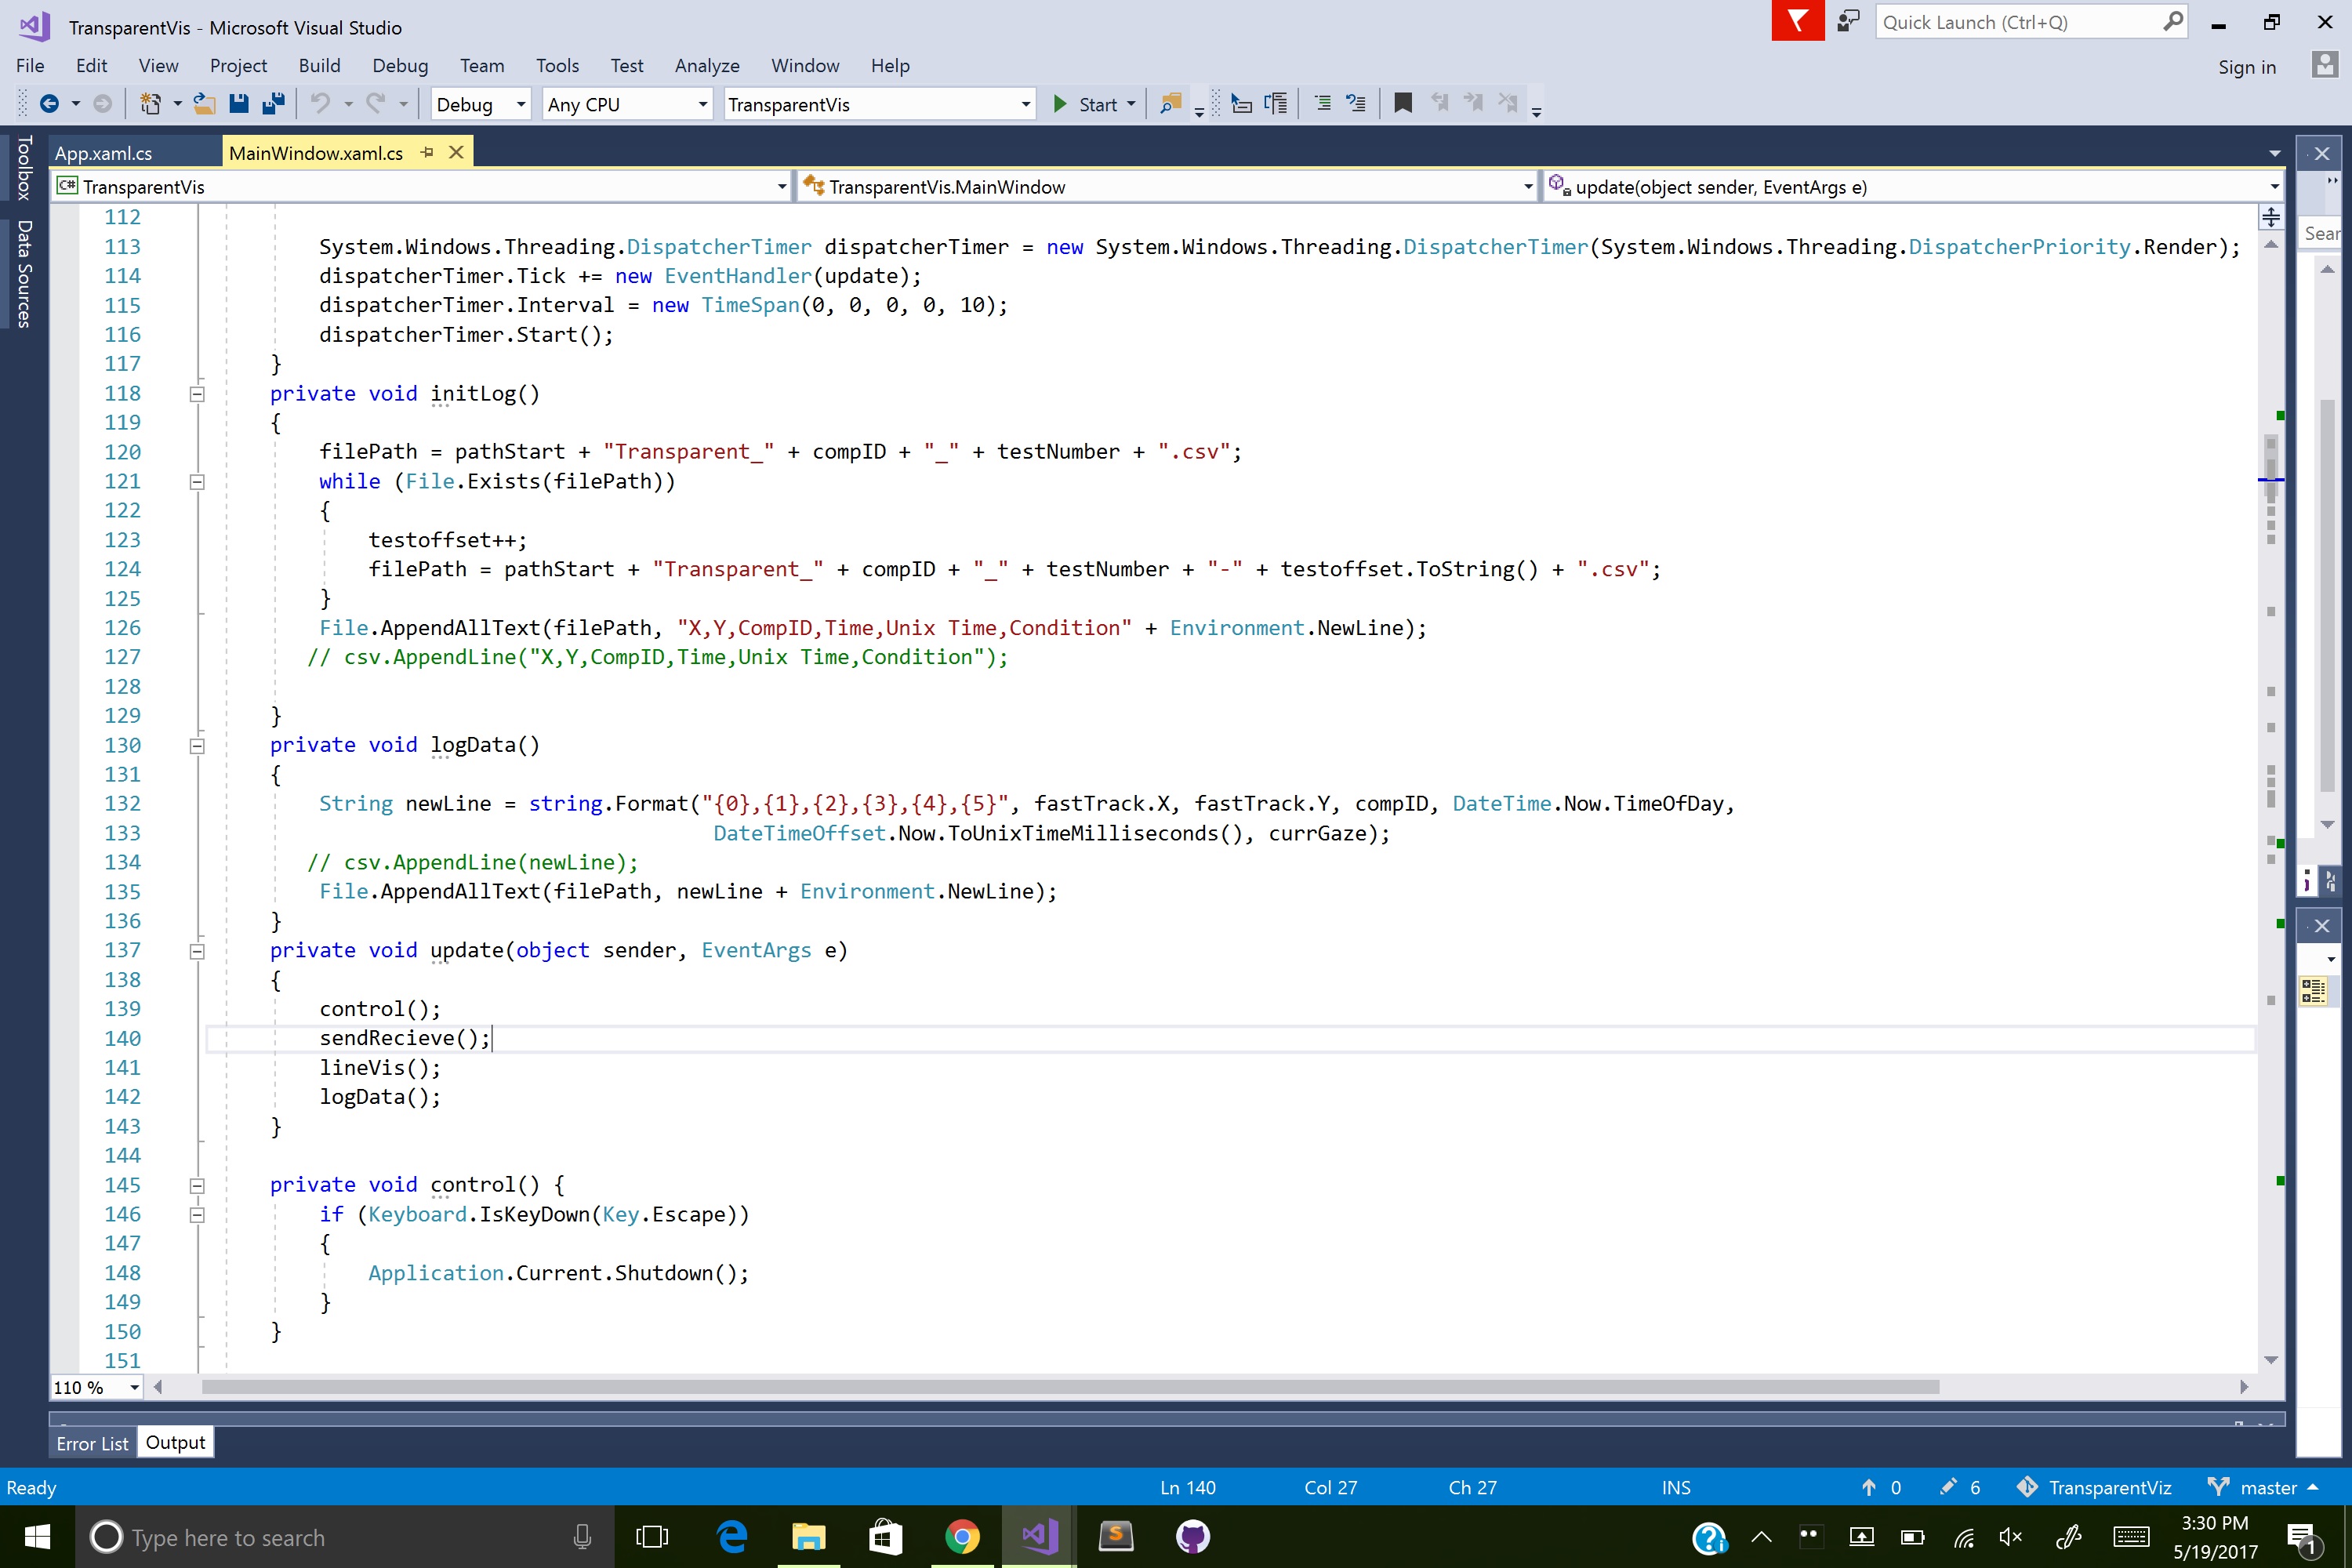 TransparentVis - Microsoft Visual Studio
Quick Launch (Ctrl+Q)
File Edit View Project Build Debug Team Tools Test Analyze Window Help
Sign in
Debug Any CPU TransparentVis Start
Toolbox
Data Sources
App.xaml.cs MainWindow.xaml.cs
C# TransparentVis TransparentVis.MainWindow update(object sender, EventArgs e)
Sear
112
113 System.Windows.Threading.DispatcherTimer dispatcherTimer = new System.Windows.Threading.DispatcherTimer(System.Windows.Threading.DispatcherPriority.Render);
114 dispatcherTimer.Tick += new EventHandler(update);
115 dispatcherTimer.Interval = new TimeSpan(0, 0, 0, 0, 10);
116 dispatcherTimer.Start();
117 }
118 private void initLog()
119 {
120 filePath = pathStart + "Transparent_" + compID + "_" + testNumber + ".csv";
121 while (File.Exists(filePath))
122 {
123 testoffset++;
124 filePath = pathStart + "Transparent_" + compID + "_" + testNumber + "-" + testoffset.ToString() + ".csv";
125 }
126 File.AppendAllText(filePath, "X,Y,CompID,Time,Unix Time,Condition" + Environment.NewLine);
127 // csv.AppendLine("X,Y,CompID,Time,Unix Time,Condition");
128
129 }
130 private void logData()
131 {
132 String newLine = string.Format("{0},{1},{2},{3},{4},{5}", fastTrack.X, fastTrack.Y, compID, DateTime.Now.TimeOfDay,
133 DateTimeOffset.Now.ToUnixTimeMilliseconds(), currGaze);
134 // csv.AppendLine(newLine);
135 File.AppendAllText(filePath, newLine + Environment.NewLine);
136 }
137 private void update(object sender, EventArgs e)
138 {
139 control();
140 sendRecieve();
141 lineVis();
142 logData();
143 }
144
145 private void control() {
146 if (Keyboard.IsKeyDown(Key.Escape))
147 {
148 Application.Current.Shutdown();
149 }
150 }
151
110 %
Error List Output
Ready Ln 140 Col 27 Ch 27 INS 0 6 TransparentViz master
Type here to search
3:30 PM
5/19/2017
1